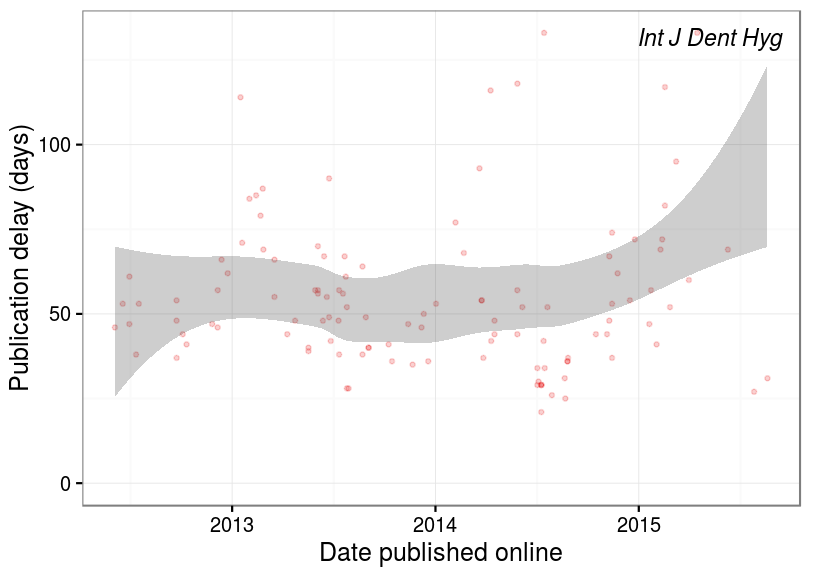 Int J Dent Hyg
Publication delay (days)
100
50
0
2013
2014
2015
Date published online